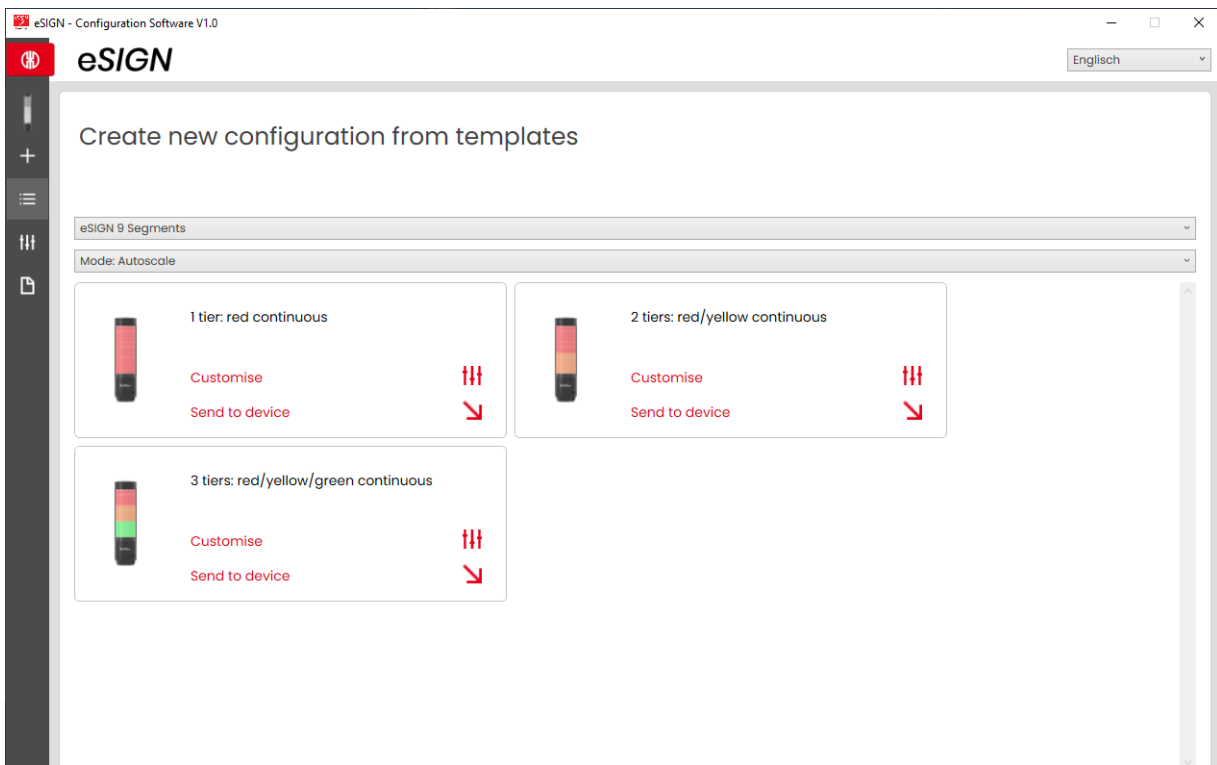 eSIGN - Configuration Software V1.0
eSIGN
Englisch
Create new configuration from templates
eSIGN 9 Segments
Mode: Autoscale
1 tier: red continuous
Customise
Send to device
2 tiers: red/yellow continuous
Customise
Send to device
3 tiers: red/yellow/green continuous
Customise
Send to device